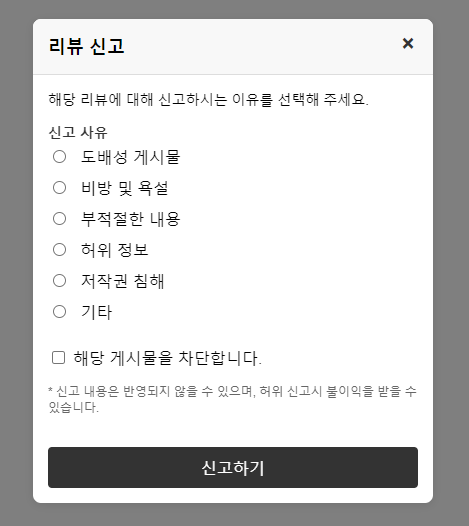 리뷰 신고
×
해당 리뷰에 대해 신고하시는 이유를 선택해 주세요.
신고 사유
도배성 게시물
비방 및 욕설
부적절한 내용
허위 정보
저작권 침해
기타
해당 게시물을 차단합니다.
* 신고 내용은 반영되지 않을 수 있으며, 허위 신고시 불이익을 받을 수
있습니다.
신고하기